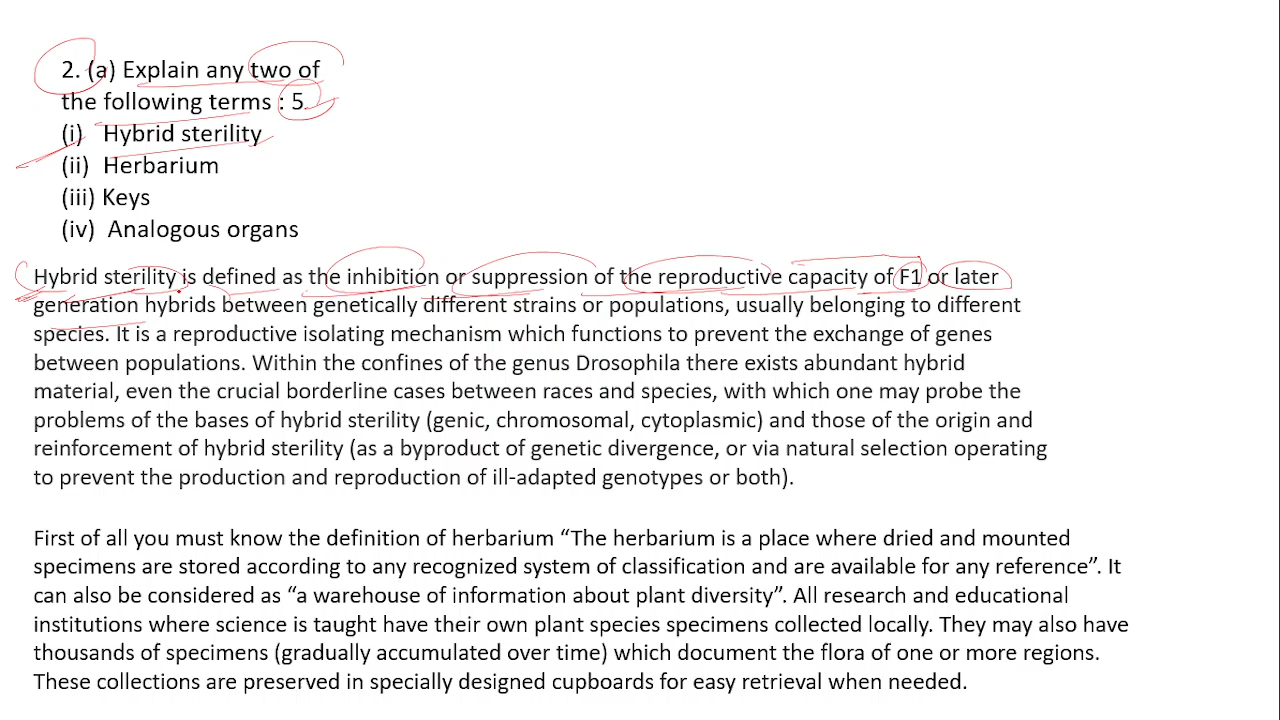 2. (a) Explain any two of
the following terms : 5
(i) Hybrid sterility
(ii) Herbarium
(iii) Keys
(iv) Analogous organs
Hybrid sterility is defined as the inhibition or suppression of the reproductive capacity of F1 or later
generation hybrids between genetically different strains or populations, usually belonging to different
species. It is a reproductive isolating mechanism which functions to prevent the exchange of genes
between populations. Within the confines of the genus Drosophila there exists abundant hybrid
material, even the crucial borderline cases between races and species, with which one may probe the
problems of the bases of hybrid sterility (genic, chromosomal, cytoplasmic) and those of the origin and
reinforcement of hybrid sterility (as a byproduct of genetic divergence, or via natural selection operating
to prevent the production and reproduction of ill-adapted genotypes or both).
First of all you must know the definition of herbarium “The herbarium is a place where dried and mounted
specimens are stored according to any recognized system of classification and are available for any reference”. It
can also be considered as “a warehouse of information about plant diversity”. All research and educational
institutions where science is taught have their own plant species specimens collected locally. They may also have
thousands of specimens (gradually accumulated over time) which document the flora of one or more regions.
These collections are preserved in specially designed cupboards for easy retrieval when needed.